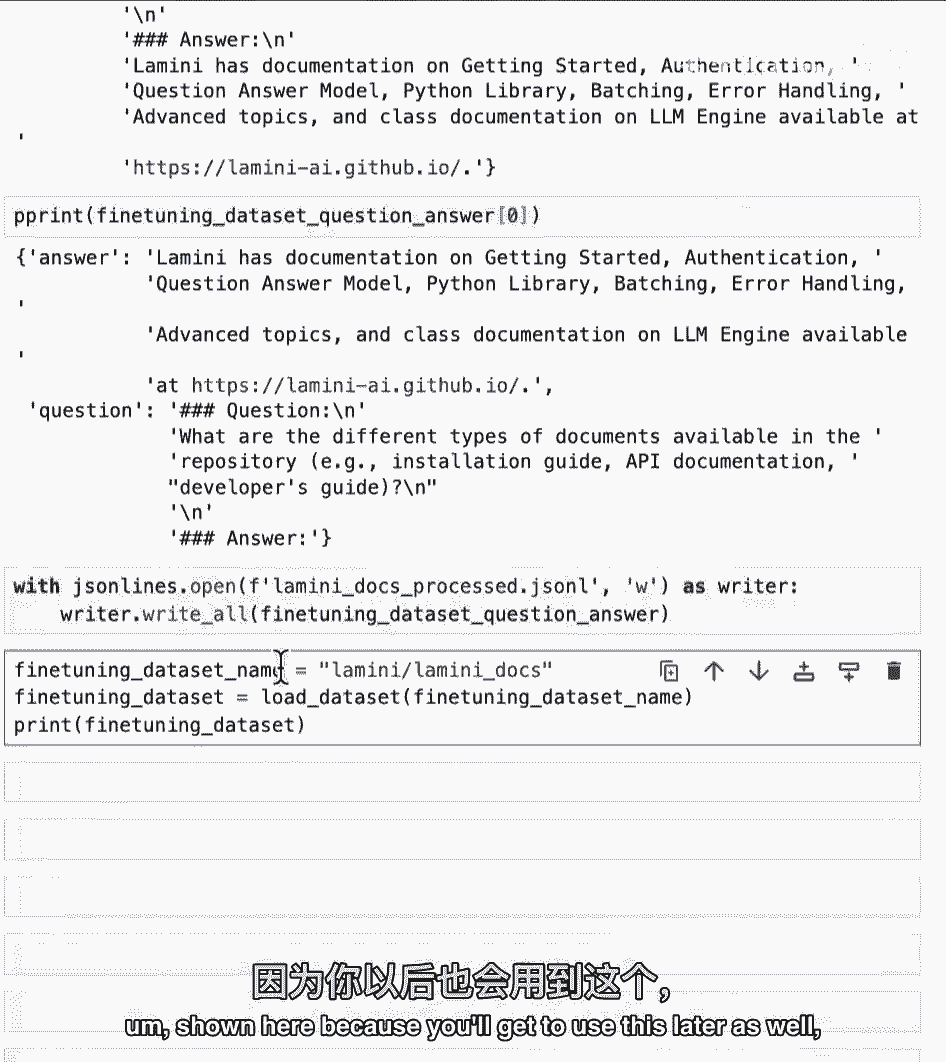 '\n'
'### Answer:\n'
'Lamini has documentation on Getting Started, Authentication, '
'Question Answer Model, Python Library, Batching, Error Handling, '
'Advanced topics, and class documentation on LLM Engine available at
'
'https://lamini-ai.github.io/.'}
pprint(finetuning_dataset_question_answer[0])
{'answer': 'Lamini has documentation on Getting Started, Authentication, '
'Question Answer Model, Python Library, Batching, Error Handling,
'
'Advanced topics, and class documentation on LLM Engine available
'
'at https://lamini-ai.github.io/.',
'question': '### Question:\n'
'What are the different types of documents available in the '
'repository (e.g., installation guide, API documentation, '
"developer's guide)?\n"
'\n'
'### Answer:'}
with jsonlines.open(f'lamini_docs_processed.jsonl', 'w') as writer:
writer.write_all(finetuning_dataset_question_answer)
finetuning_dataset_name = "lamini/lamini_docs"
finetuning_dataset = load_dataset(finetuning_dataset_name)
print(finetuning_dataset)
因为你以后也会用到这个，
um, shown here because you'll get to use this later as well,